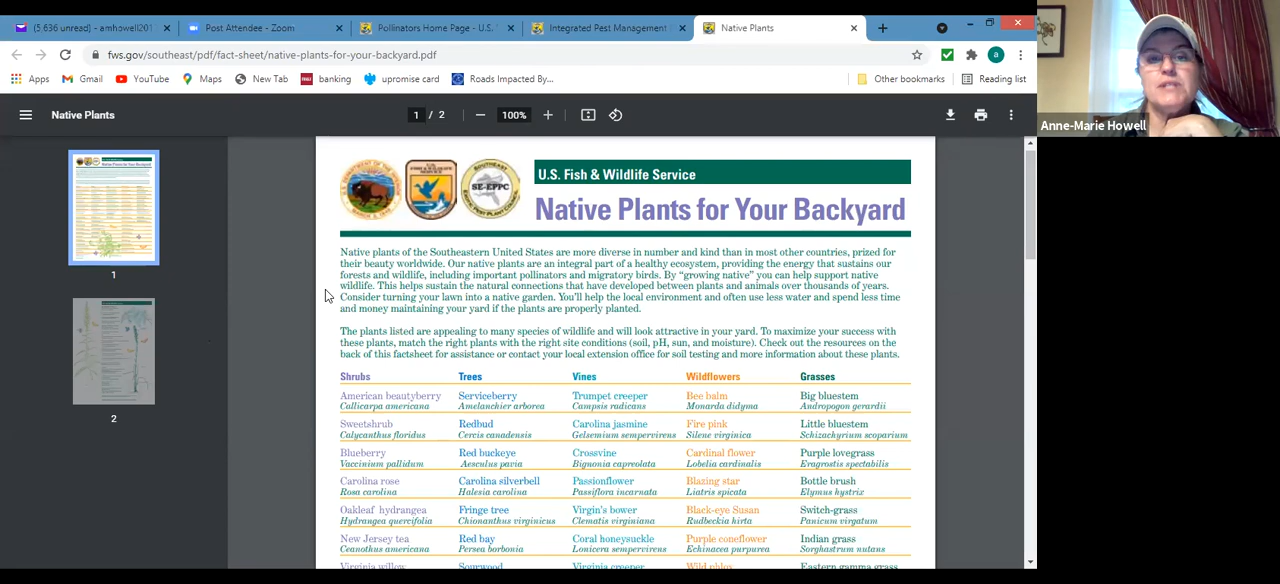 (5,636 unread) - amhowell201
Post Attendee - Zoom
Pollinators Home Page - U.S.
Integrated Pest Management
Native Plants
fws.gov/southeast/pdf/fact-sheet/native-plants-for-your-backyard.pdf
a
Apps
Gmail
YouTube
Maps
New Tab
banking
upromise card
Roads Impacted By...
Other bookmarks
Reading list
Anne-Marie Howell
Native Plants
1 / 2
100%
1
2
SE-EPPC
U.S. Fish & Wildlife Service
Native Plants for Your Backyard
Native plants of the Southeastern United States are more diverse in number and kind than in most other countries, prized for
their beauty worldwide. Our native plants are an integral part of a healthy ecosystem, providing the energy that sustains our
forests and wildlife, including important pollinators and migratory birds. By “growing native” you can help support native
wildlife. This helps sustain the natural connections that have developed between plants and animals over thousands of years.
Consider turning your lawn into a native garden. You'll help the local environment and often use less water and spend less time
and money maintaining your yard if the plants are properly planted.
The plants listed are appealing to many species of wildlife and will look attractive in your yard. To maximize your success with
these plants, match the right plants with the right site conditions (soil, pH, sun, and moisture). Check out the resources on the
back of this factsheet for assistance or contact your local extension office for soil testing and more information about these plants.
Shrubs Trees Vines Wildflowers Grasses
American beautyberry Serviceberry Trumpet creeper Bee balm Big bluestem
Callicarpa americana Amelanchier arborea Campsis radicans Monarda didyma Andropogon gerardii
Sweetshrub Redbud Carolina jasmine Fire pink Little bluestem
Calycanthus floridus Cercis canadensis Gelsemium sempervirens Silene virginica Schizachyrium scoparium
Blueberry Red buckeye Crossvine Cardinal flower Purple lovegrass
Vaccinium pallidum Aesculus pavia Bignonia capreolata Lobelia cardinalis Eragrostis spectabilis
Carolina rose Carolina silverbell Passionflower Blazing star Bottle brush
Rosa carolina Halesia carolina Passiflora incarnata Liatris spicata Elymus hystrix
Oakleaf hydrangea Fringe tree Virgin's bower Black-eye Susan Switch-grass
Hydrangea quercifolia Chionanthus virginicus Clematis virginiana Rudbeckia hirta Panicum virgatum
New Jersey tea Red bay Coral honeysuckle Purple coneflower Indian grass
Ceanothus americana Persea borbonia Lonicera sempervirens Echinacea purpurea Sorghastrum nutans
Virginia willow Sourwood Virginia creeper Wild phlox Eastern gamma grass